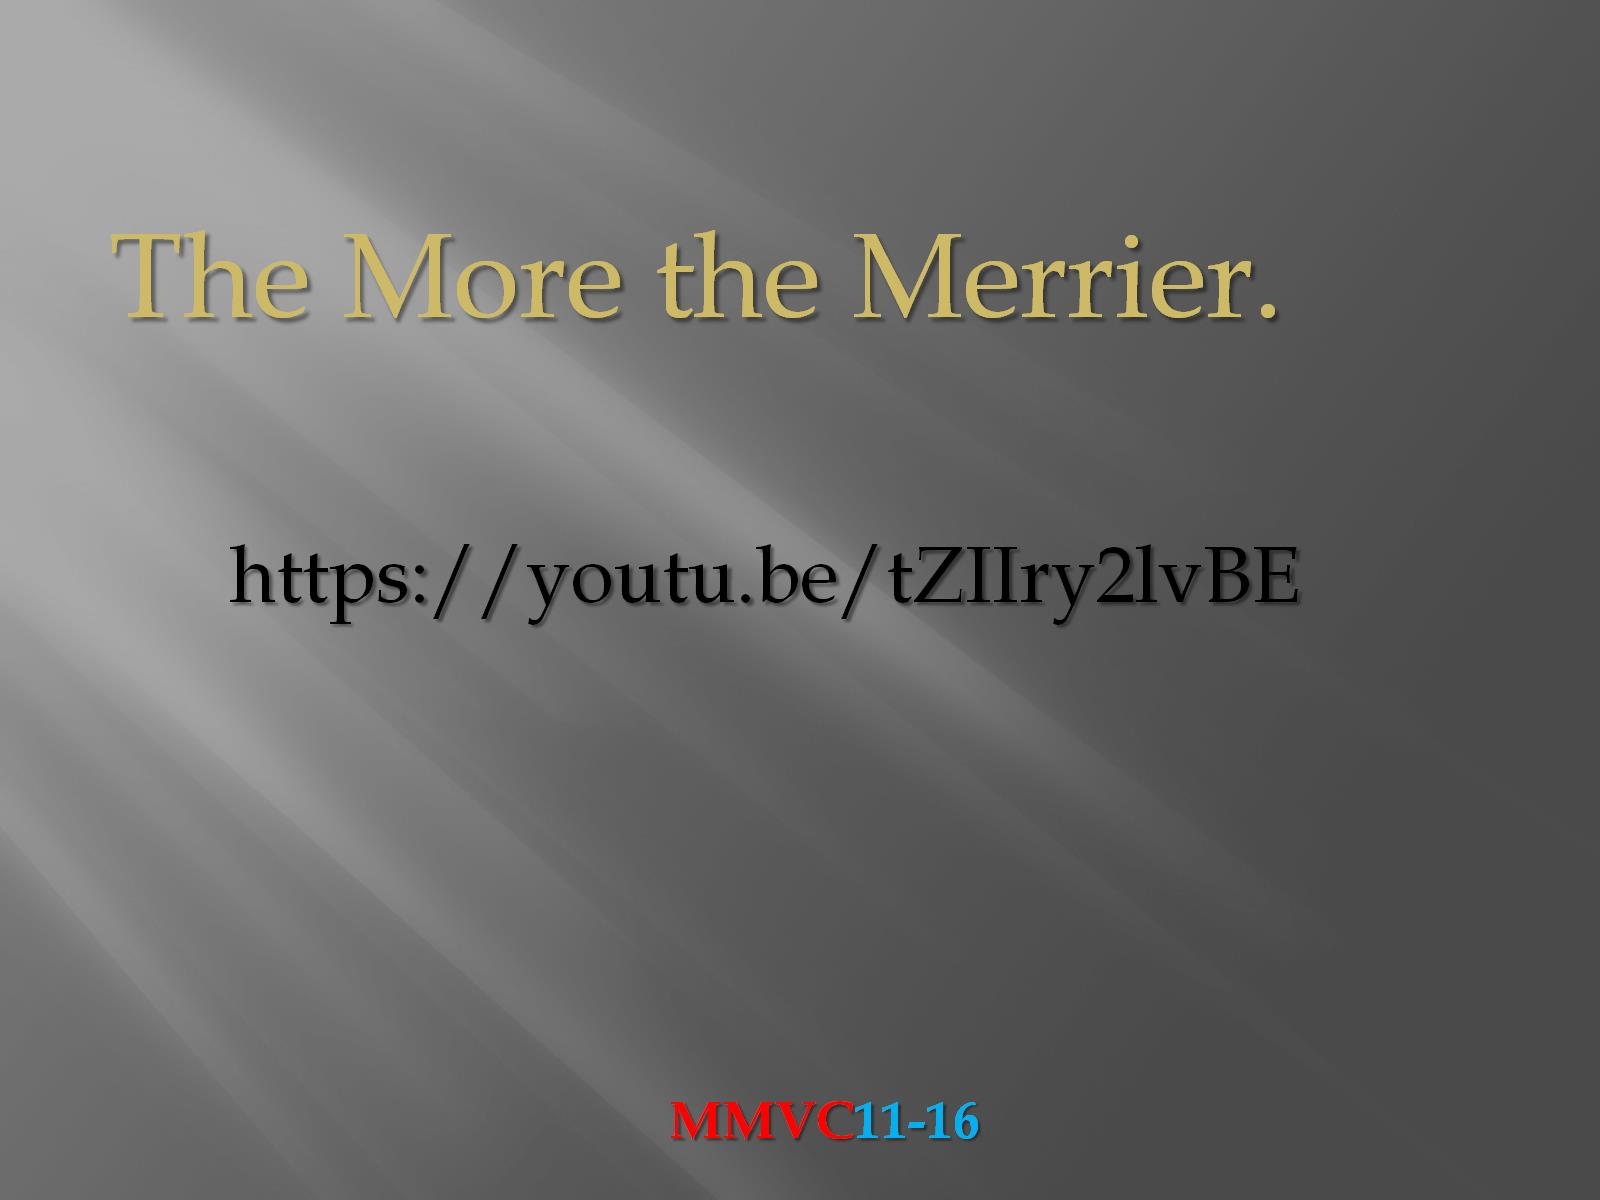 The More the Merrier.
https://youtu.be/tZIIry2lvBE
MMVC11-16